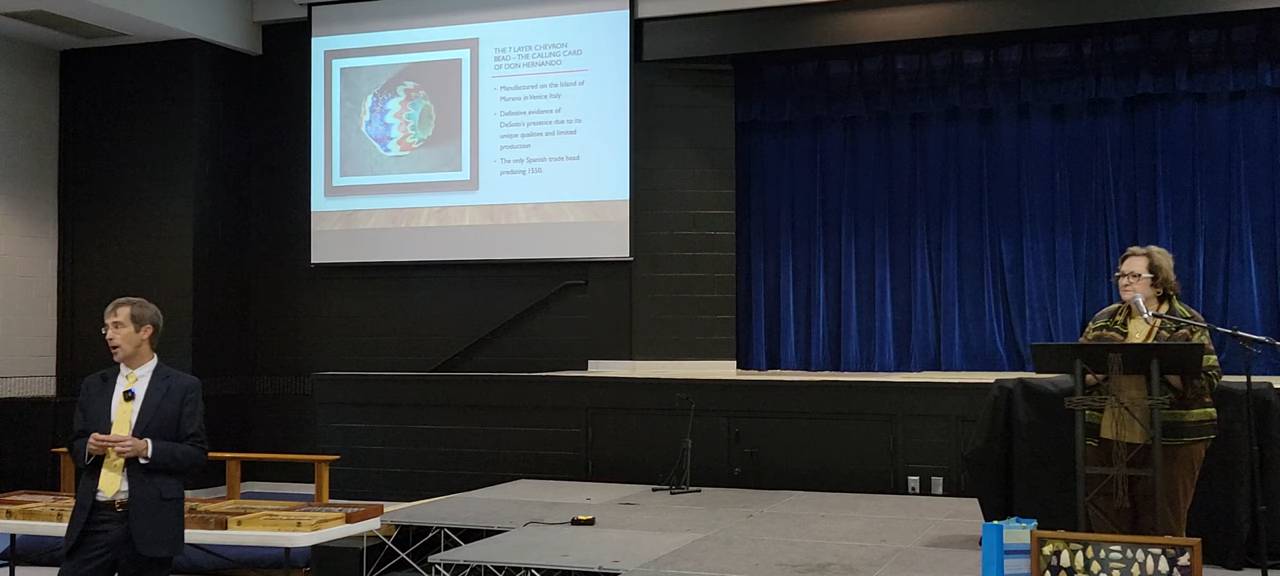 THE 7 LAYER CHEVRON
BEAD – THE CALLING CARD
OF DON HERNANDO
• Manufactured on the Island of
Murano in Venice Italy
• Definitive evidence of
DeSoto's presence due to its
unique qualities and limited
production
• The only Spanish trade bead
predating 1550.